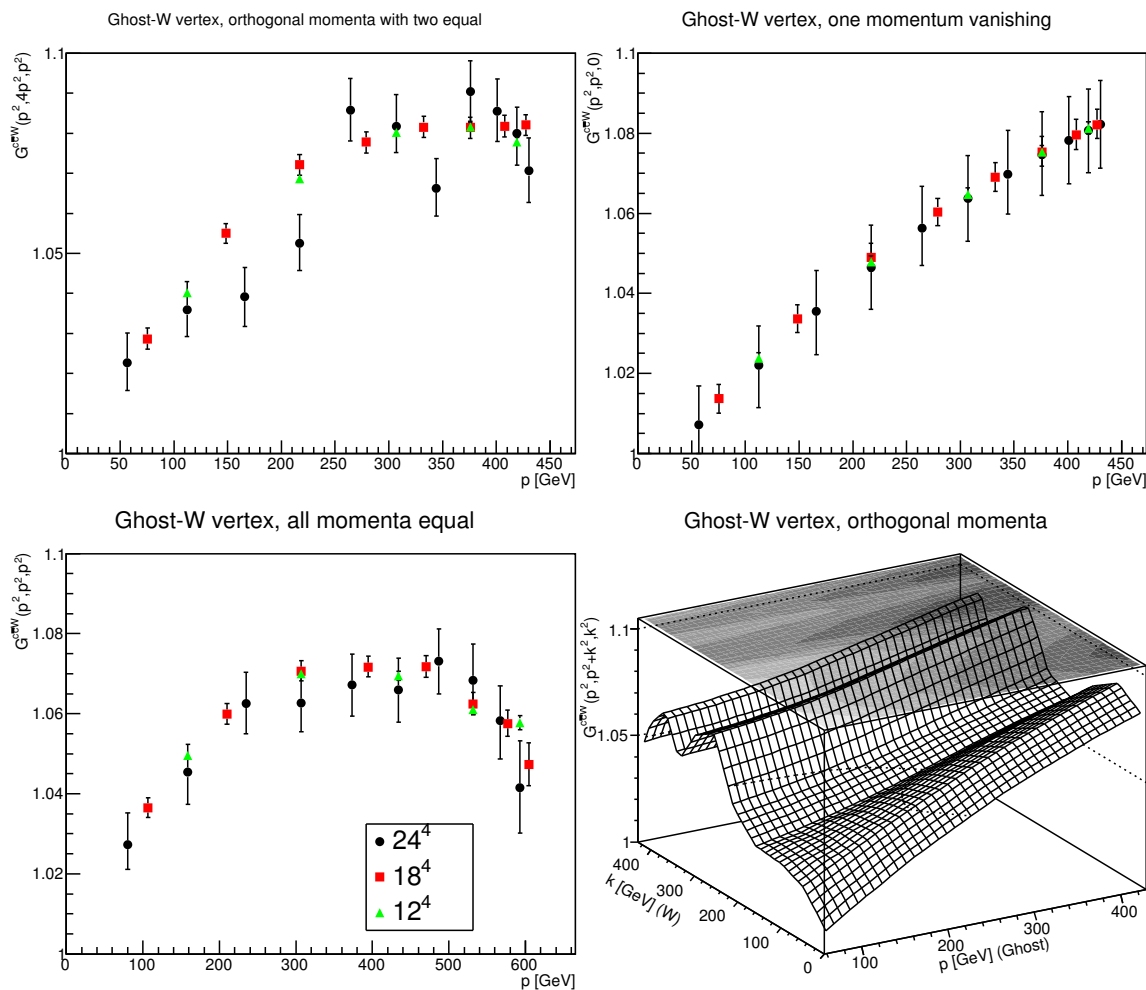 Ghost-W vertex, orthogonal momenta with two equal
G^{cc̄W}(p²,4p²,p²)
1.1
1.05
1
0 50 100 150 200 250 300 350 400 450
p [GeV]
Ghost-W vertex, one momentum vanishing
G^{cc̄W}(p²,p²,0)
1.1
1.08
1.06
1.04
1.02
1
0 50 100 150 200 250 300 350 400 450
p [GeV]
Ghost-W vertex, all momenta equal
G^{cc̄W}(p²,p²,p²)
1.1
1.08
1.06
1.04
1.02
1
0 100 200 300 400 500 600
p [GeV]
24⁴
18⁴
12⁴
Ghost-W vertex, orthogonal momenta
G^{cc̄W}(p²,p²+k²,k²)
1.1
1.05
1
400 300 200 100 0
k [GeV] (W)
100 200 300 400
p [GeV] (Ghost)